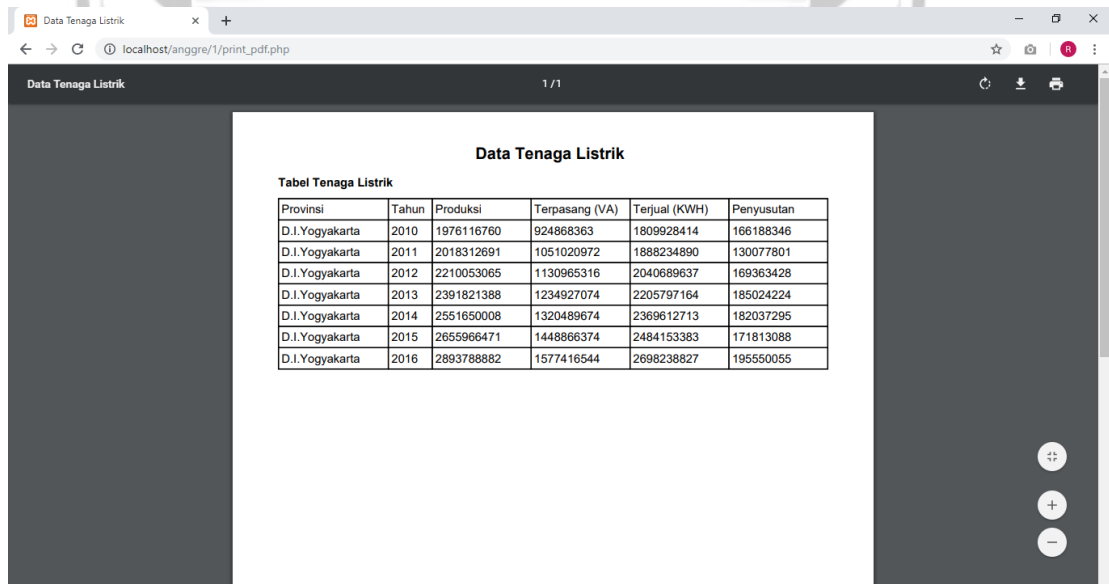 Data Tenaga Listrik
localhost/anggre/1/print_pdf.php
R
Data Tenaga Listrik 1 / 1
Data Tenaga Listrik
Tabel Tenaga Listrik
Provinsi Tahun Produksi Terpasang (VA) Terjual (KWH) Penyusutan
D.I.Yogyakarta 2010 1976116760 924868363 1809928414 166188346
D.I.Yogyakarta 2011 2018312691 1051020972 1888234890 130077801
D.I.Yogyakarta 2012 2210053065 1130965316 2040689637 169363428
D.I.Yogyakarta 2013 2391821388 1234927074 2205797164 185024224
D.I.Yogyakarta 2014 2551650008 1320489674 2369612713 182037295
D.I.Yogyakarta 2015 2655966471 1448866374 2484153383 171813088
D.I.Yogyakarta 2016 2893788882 1577416544 2698238827 195550055